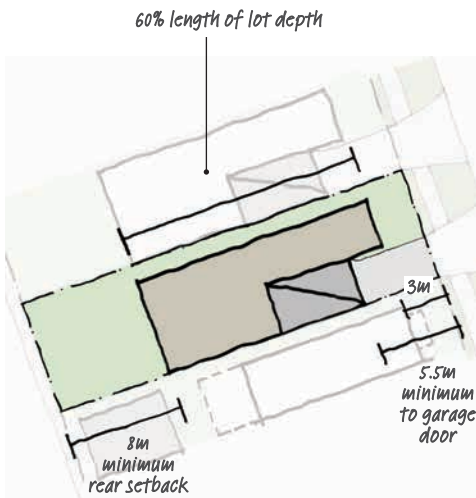 60% length of lot depth
3m
5.5m
minimum
to garage
door
8m
minimum
rear setback